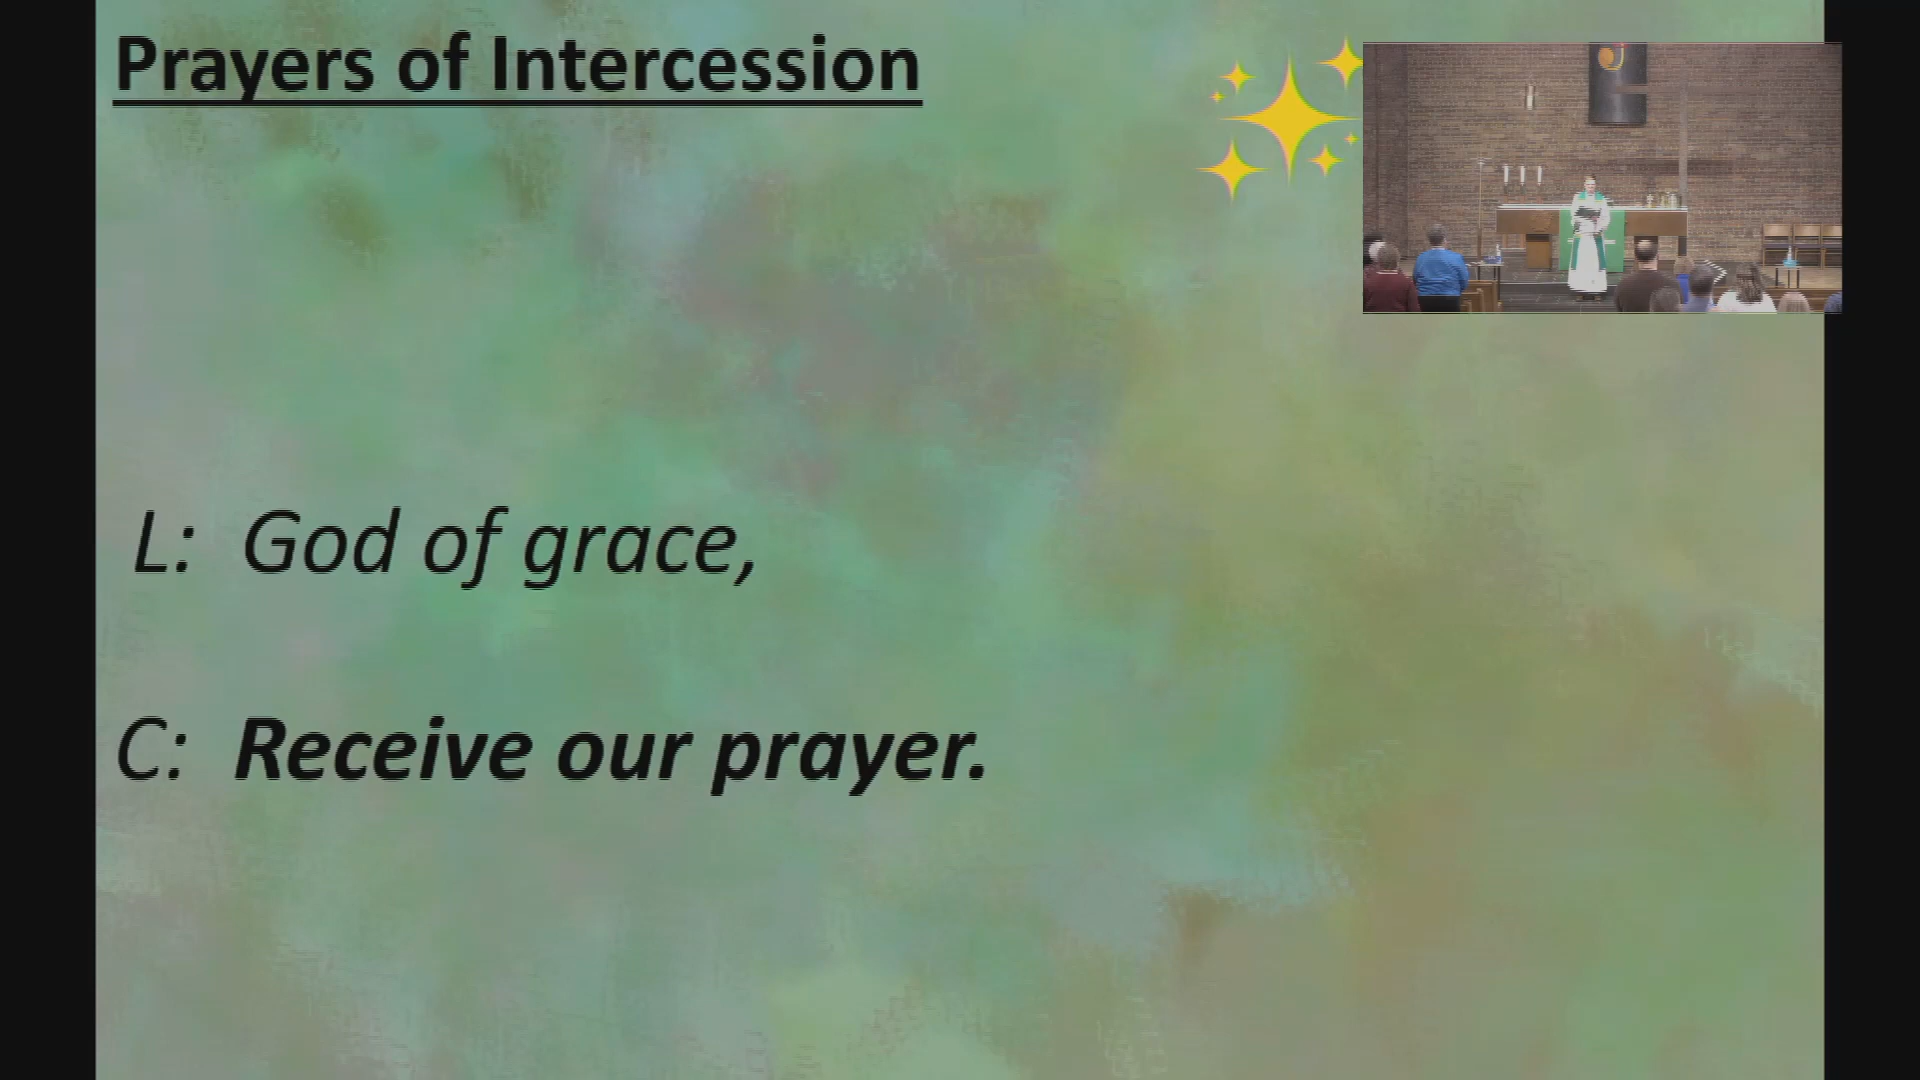 Prayers of Intercession
L: God of grace,
C: Receive our prayer.